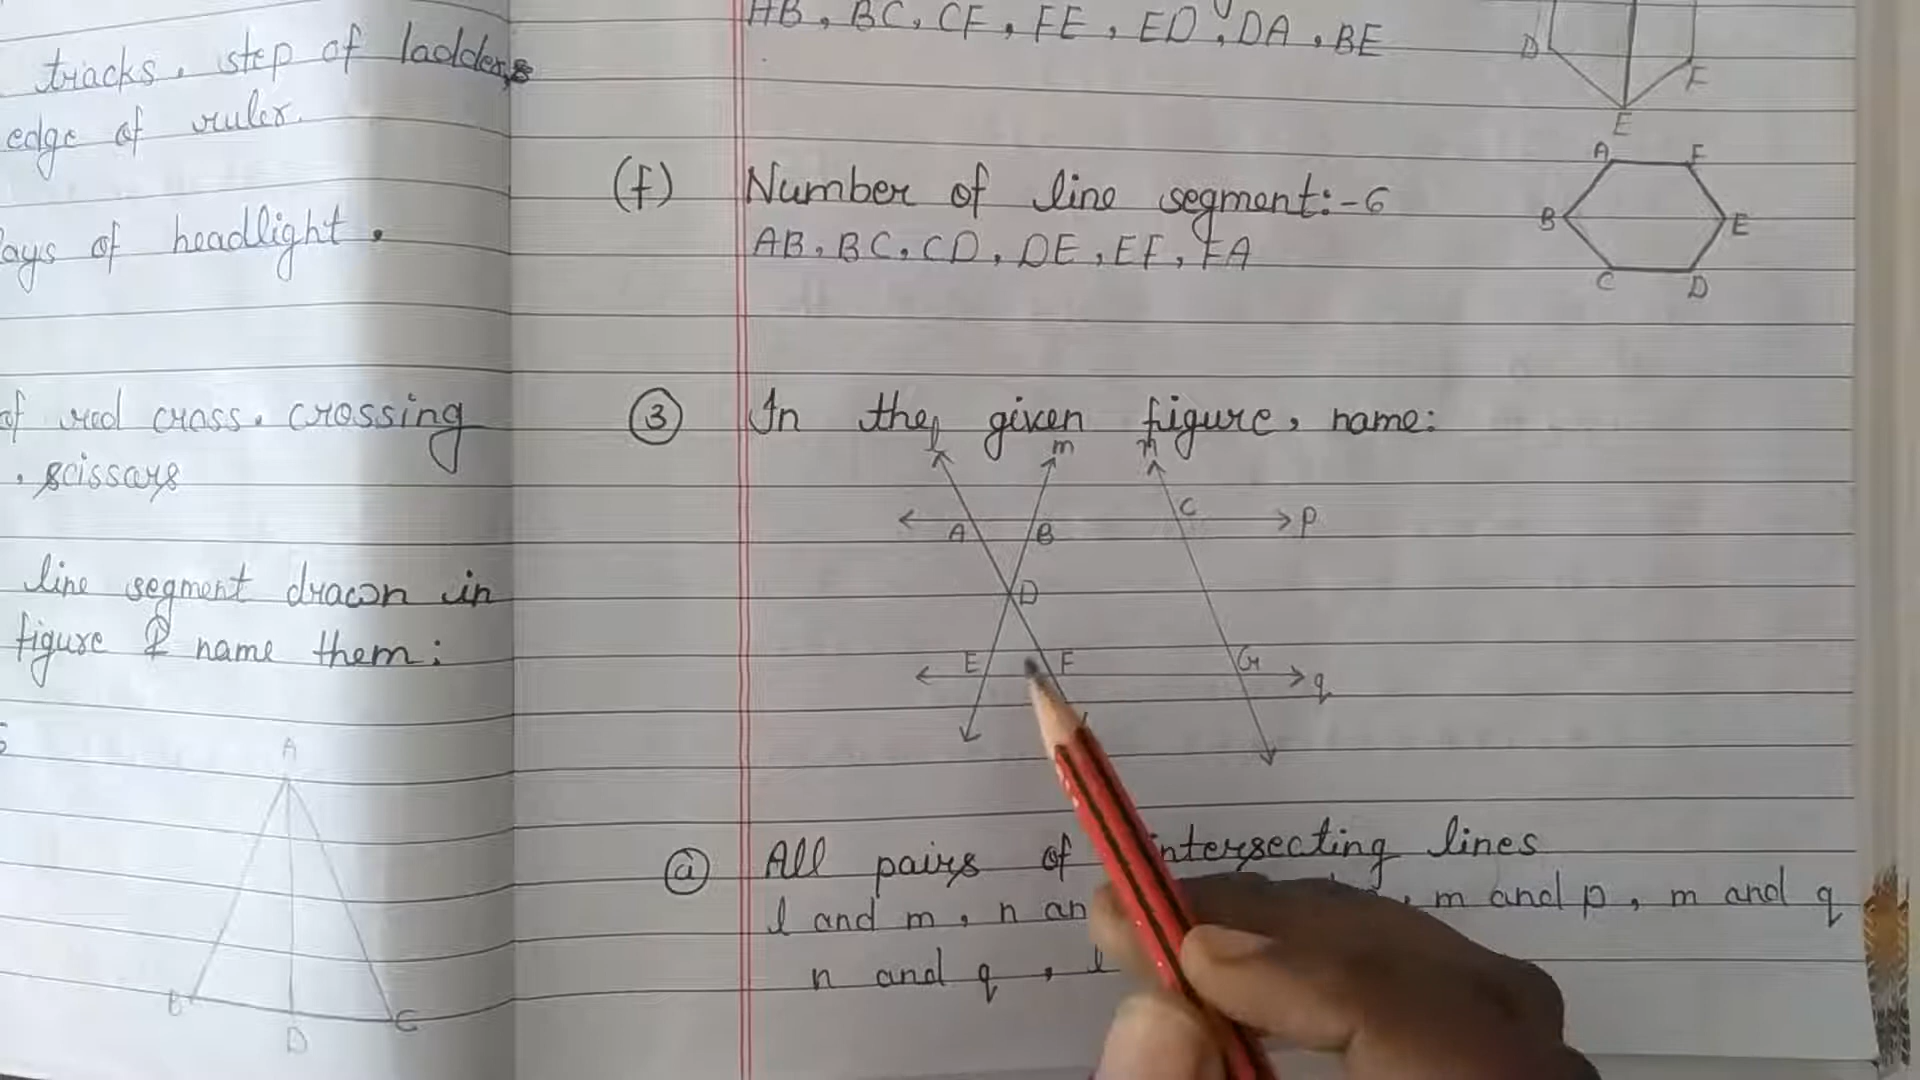 tracks, step of ladders
edge of ruler.
ays of headlight.
of red cross, crossing
, scissors
line segment drawn in
figure & name them:
A
B
D
C
AB, BC, CF, FE, ED, DA, BE
D
F
E
(f) Number of line segment:-6
AB, BC, CD, DE, EF, FA
A F
B E
C D
③ In the given figure, name:
l m n
A B C p
D
E F G q
ⓐ All pairs of intersecting lines
l and m, n an , m and p, m and q
n and q, l